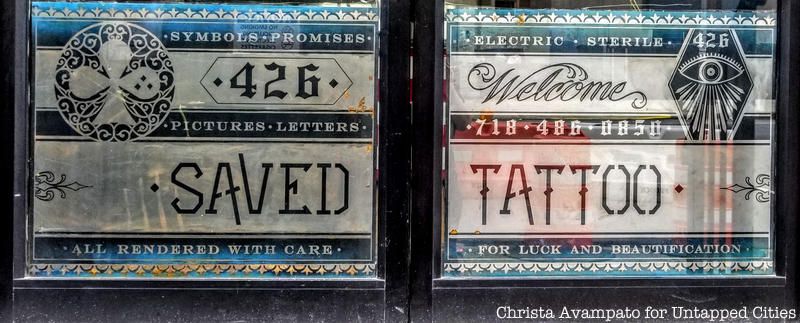 ·SYMBOLS·PROMISES·
·426·
·PICTURES·LETTERS·
·SAVED
·ALL RENDERED WITH CARE·
·ELECTRIC·STERILE·
426
Welcome
·718·486·0850
TATTOO·
·FOR LUCK AND BEAUTIFICATION·
Christa Avampato for Untapped Cities